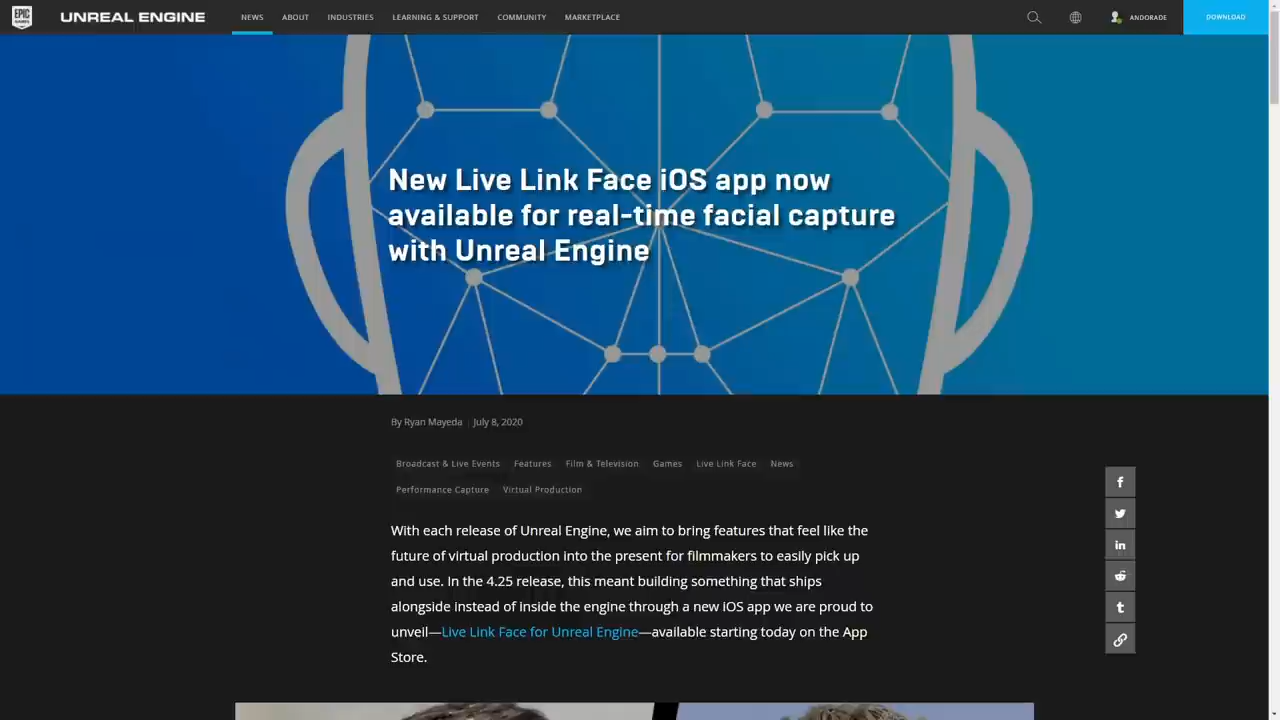 EPIC GAMES
UNREAL ENGINE
NEWS ABOUT INDUSTRIES LEARNING & SUPPORT COMMUNITY MARKETPLACE
ANDORADE
DOWNLOAD
New Live Link Face iOS app now
available for real-time facial capture
with Unreal Engine
By Ryan Mayeda | July 8, 2020
Broadcast & Live Events Features Film & Television Games Live Link Face News
Performance Capture Virtual Production
With each release of Unreal Engine, we aim to bring features that feel like the
future of virtual production into the present for filmmakers to easily pick up
and use. In the 4.25 release, this meant building something that ships
alongside instead of inside the engine through a new iOS app we are proud to
unveil—Live Link Face for Unreal Engine—available starting today on the App
Store.